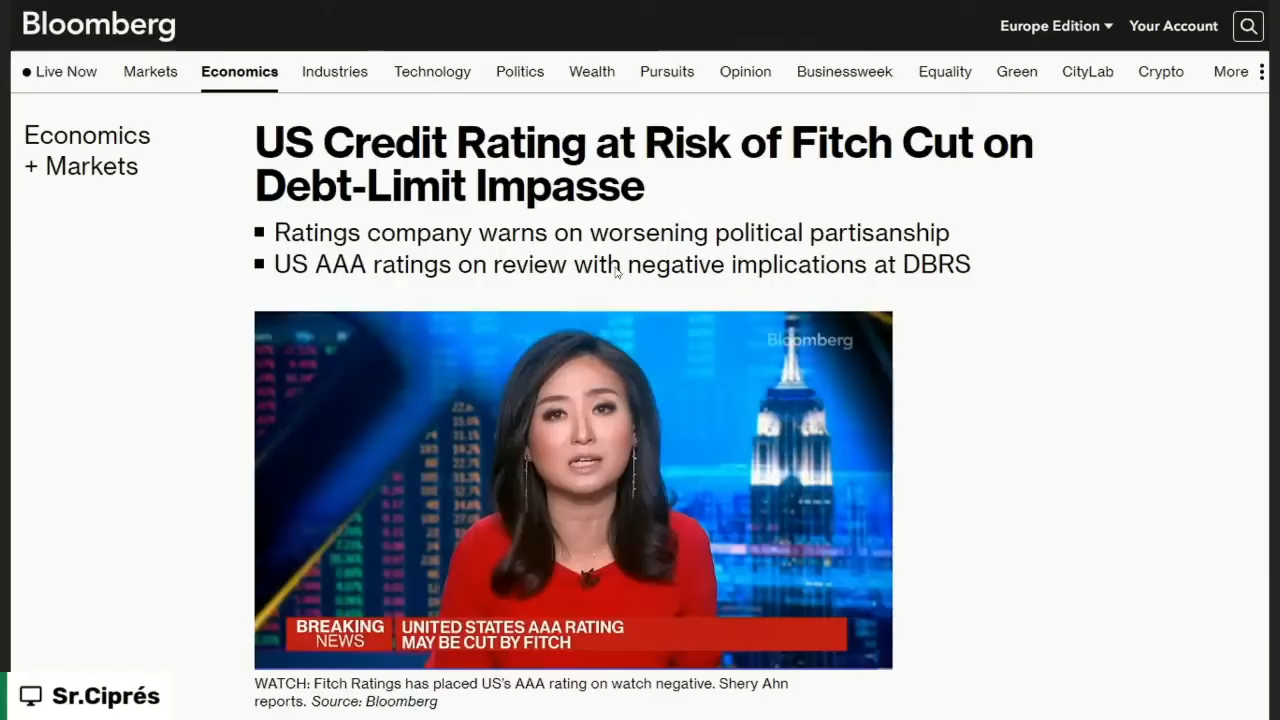 Bloomberg
Europe Edition
Your Account
Live Now
Markets
Economics
Industries
Technology
Politics
Wealth
Pursuits
Opinion
Businessweek
Equality
Green
CityLab
Crypto
More
Economics
+ Markets
US Credit Rating at Risk of Fitch Cut on
Debt-Limit Impasse
Ratings company warns on worsening political partisanship
US AAA ratings on review with negative implications at DBRS
Bloomberg
BREAKING
NEWS
UNITED STATES AAA RATING
MAY BE CUT BY FITCH
WATCH: Fitch Ratings has placed US's AAA rating on watch negative. Shery Ahn
reports. Source: Bloomberg
Sr.Ciprés